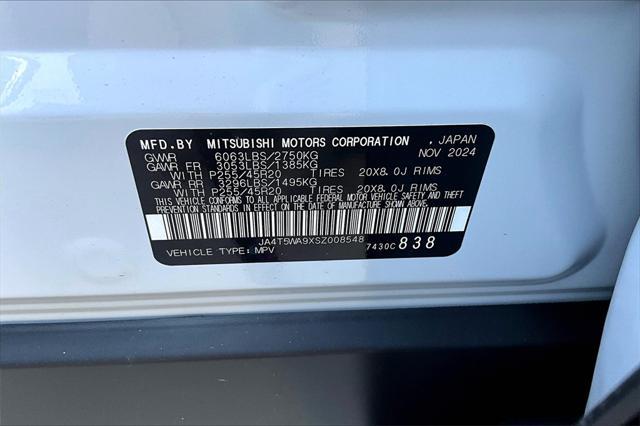 MFD.BY MITSUBISHI MOTORS CORPORATION , JAPAN
GVWR 6063LBS/2750KG NOV 2024
GAWR FR 3053LBS/1385KG
WITH P255/45R20 TIRES 20X8.0J RIMS
GAWR RR 3296LBS/1495KG
WITH P255/45R20 TIRES 20X8.0J RIMS
THIS VEHICLE CONFORMS TO ALL APPLICABLE FEDERAL MOTOR VEHICLE SAFETY AND THEFT
PREVENTION STANDARDS IN EFFECT ON THE DATE OF MANUFACTURE SHOWN ABOVE.
JA4T5WA9XSZ008548
VEHICLE TYPE:MPV 7430C 838